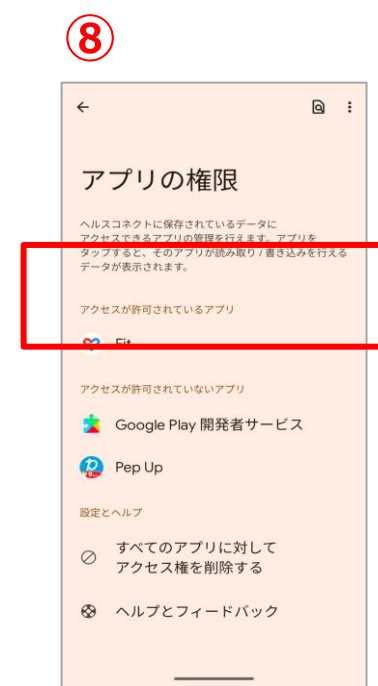 ⑧
アプリの権限
ヘルスコネクトに保存されているデータに
アクセスできるアプリの管理を行えます。アプリを
タップすると、そのアプリが読み取り / 書き込みを行える
データが表示されます。
アクセスが許可されているアプリ
Fit
アクセスが許可されていないアプリ
Google Play 開発者サービス
Pep Up
設定とヘルプ
すべてのアプリに対して
アクセス権を削除する
ヘルプとフィードバック